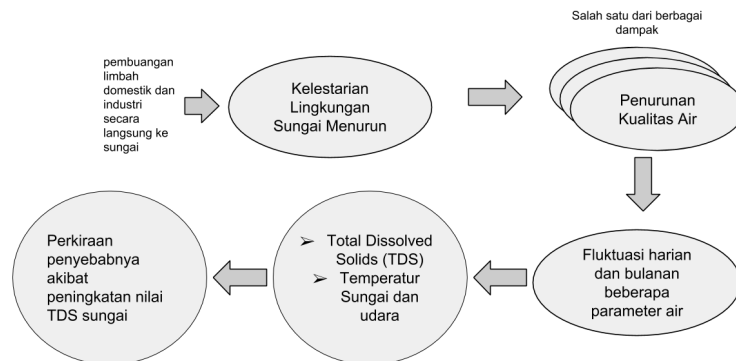 Salah satu dari berbagai
dampak
pembuangan
limbah
domestik dan
industri
secara
langsung ke
sungai
Kelestarian
Lingkungan
Sungai Menurun
Penurunan
Kualitas Air
Fluktuasi harian
dan bulanan
beberapa
parameter air
➢ Total Dissolved
Solids (TDS)
➢ Temperatur
Sungai dan
udara
Perkiraan
penyebabnya
akibat
peningkatan nilai
TDS sungai